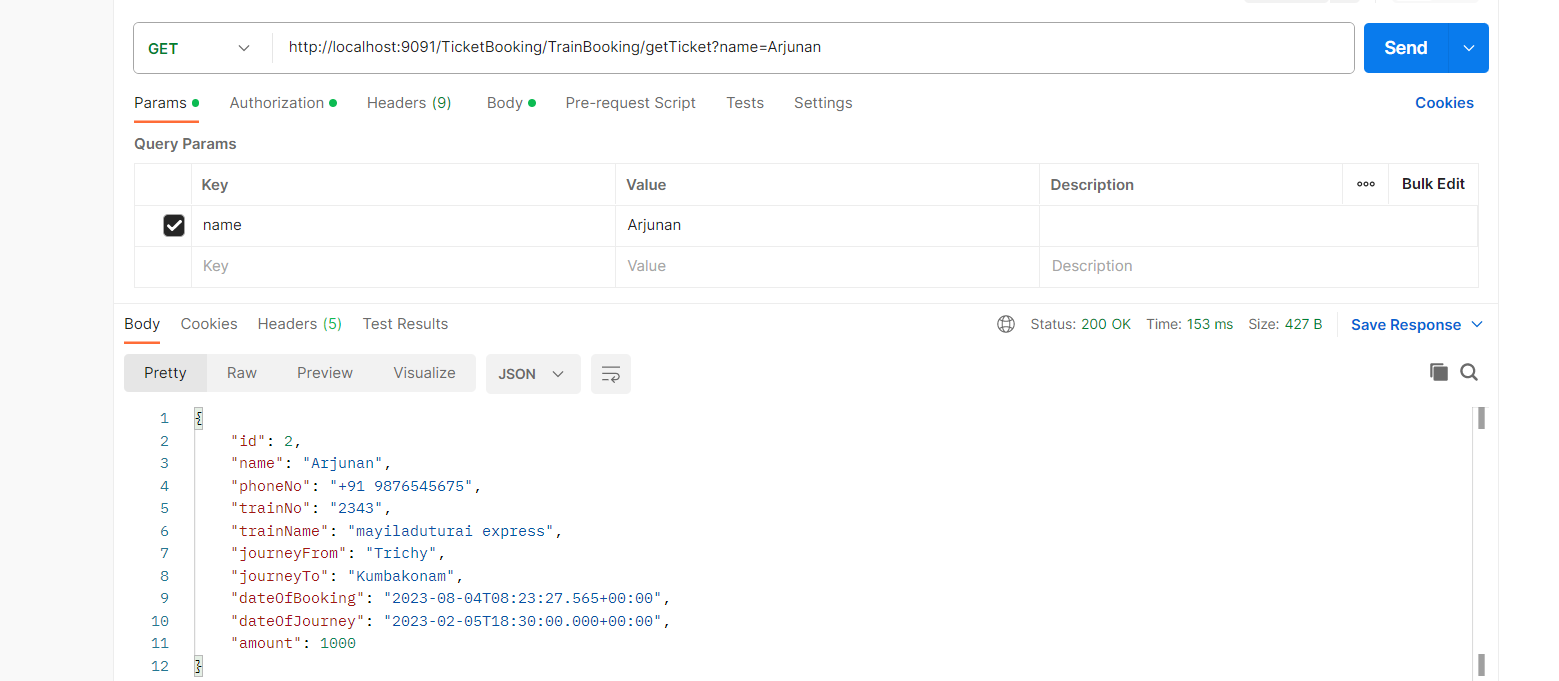 GET http://localhost:9091/TicketBooking/TrainBooking/getTicket?name=Arjunan Send
Params Authorization Headers (9) Body Pre-request Script Tests Settings Cookies
Query Params
Key Value Description ooo Bulk Edit
name Arjunan
Key Value Description
Body Cookies Headers (5) Test Results Status: 200 OK Time: 153 ms Size: 427 B Save Response
Pretty Raw Preview Visualize JSON
1 {
2 "id": 2,
3 "name": "Arjunan",
4 "phoneNo": "+91 9876545675",
5 "trainNo": "2343",
6 "trainName": "mayiladuturai express",
7 "journeyFrom": "Trichy",
8 "journeyTo": "Kumbakonam",
9 "dateOfBooking": "2023-08-04T08:23:27.565+00:00",
10 "dateOfJourney": "2023-02-05T18:30:00.000+00:00",
11 "amount": 1000
12 }